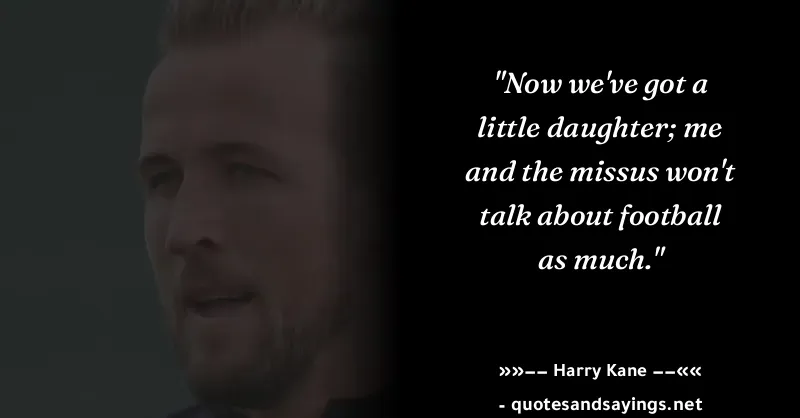 "Now we've got a
little daughter; me
and the missus won't
talk about football
as much."
»»–– Harry Kane ––««
- quotesandsayings.net